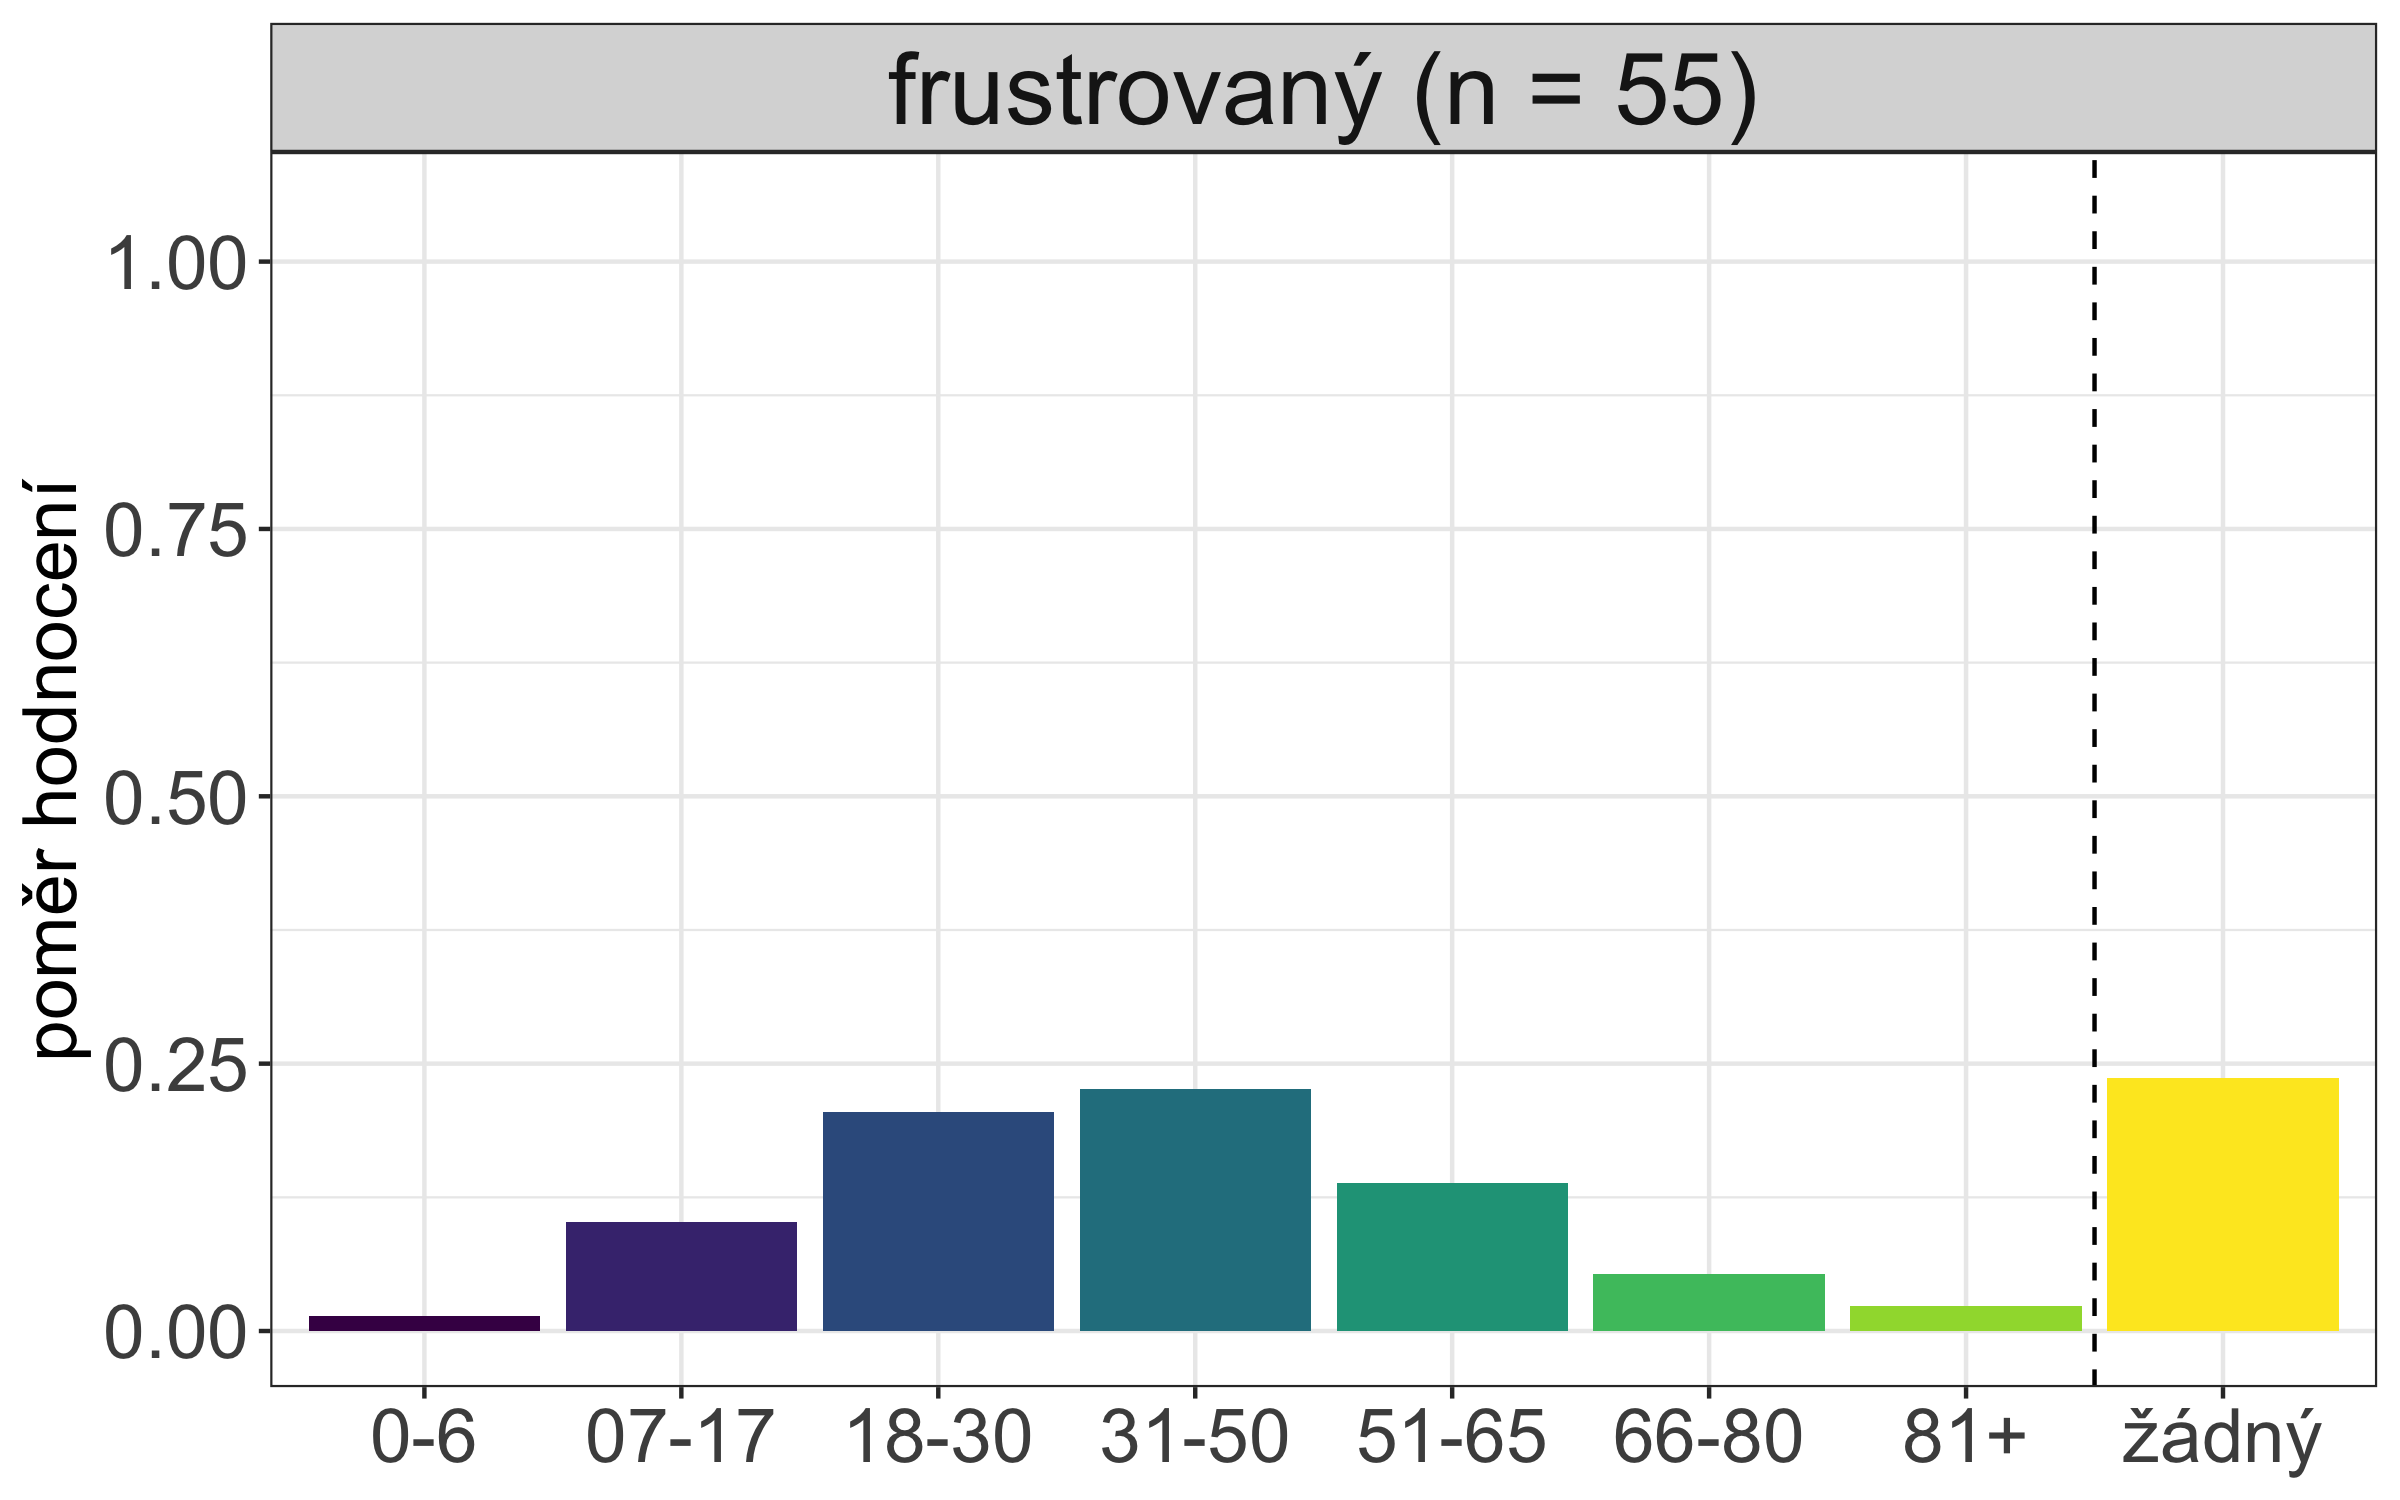 frustrovaný (n = 55)
poměr hodnocení
1.00
0.75
0.50
0.25
0.00
0-6 07-17 18-30 31-50 51-65 66-80 81+ žádný